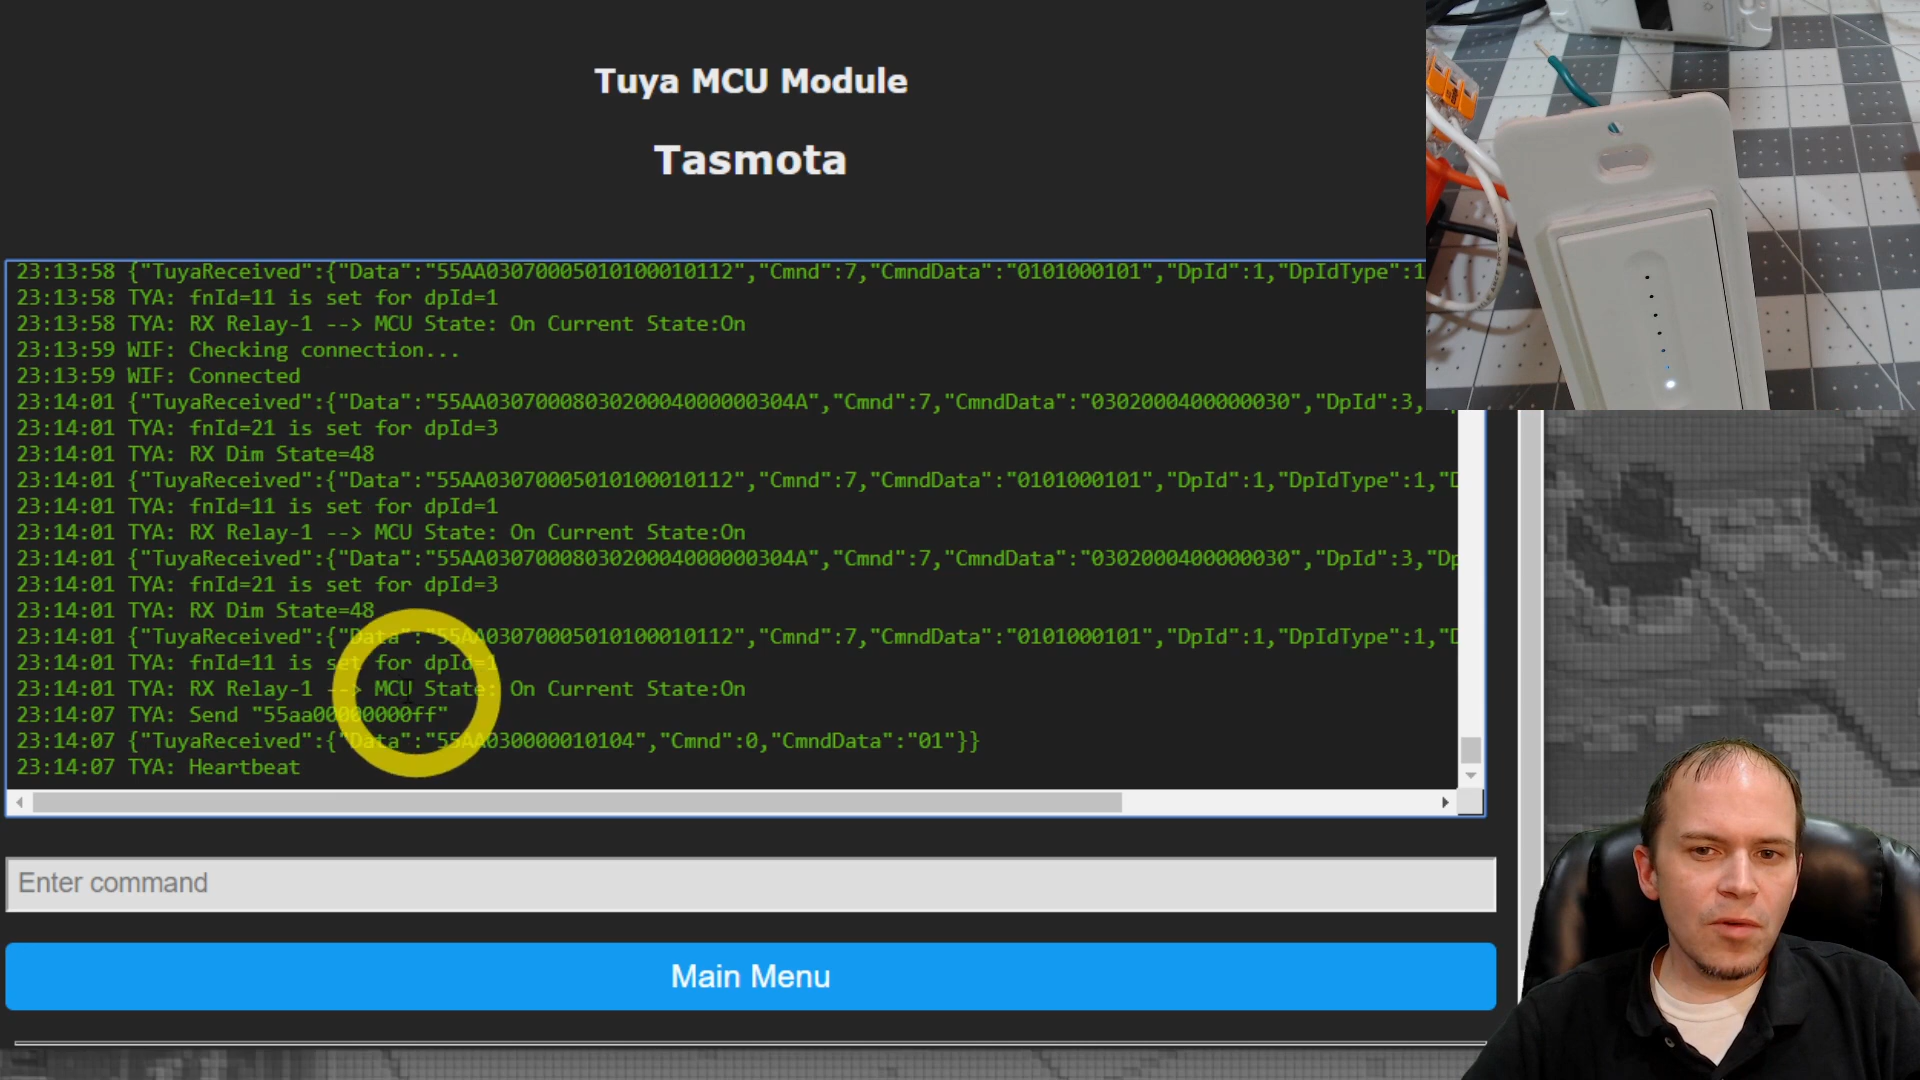 Tuya MCU Module
Tasmota
23:13:58 {"TuyaReceived":{"Data":"55AA03070005010100010112","Cmnd":7,"CmndData":"0101000101","DpId":1,"DpIdType":1
23:13:58 TYA: fnId=11 is set for dpId=1
23:13:58 TYA: RX Relay-1 --> MCU State: On Current State:On
23:13:59 WIF: Checking connection...
23:13:59 WIF: Connected
23:14:01 {"TuyaReceived":{"Data":"55AA0307000803020004000000304A","Cmnd":7,"CmndData":"0302000400000030","DpId":3,
23:14:01 TYA: fnId=21 is set for dpId=3
23:14:01 TYA: RX Dim State=48
23:14:01 {"TuyaReceived":{"Data":"55AA03070005010100010112","Cmnd":7,"CmndData":"0101000101","DpId":1,"DpIdType":1,"D
23:14:01 TYA: fnId=11 is set for dpId=1
23:14:01 TYA: RX Relay-1 --> MCU State: On Current State:On
23:14:01 {"TuyaReceived":{"Data":"55AA0307000803020004000000304A","Cmnd":7,"CmndData":"0302000400000030","DpId":3,"Dp
23:14:01 TYA: fnId=21 is set for dpId=3
23:14:01 TYA: RX Dim State=48
23:14:01 {"TuyaReceived":{"Data":"55AA03070005010100010112","Cmnd":7,"CmndData":"0101000101","DpId":1,"DpIdType":1,"D
23:14:01 TYA: fnId=11 is set for dpId=1
23:14:01 TYA: RX Relay-1 --> MCU State: On Current State:On
23:14:07 TYA: Send "55aa00000000ff"
23:14:07 {"TuyaReceived":{"Data":"55AA030000010104","Cmnd":0,"CmndData":"01"}}
23:14:07 TYA: Heartbeat
Enter command
Main Menu